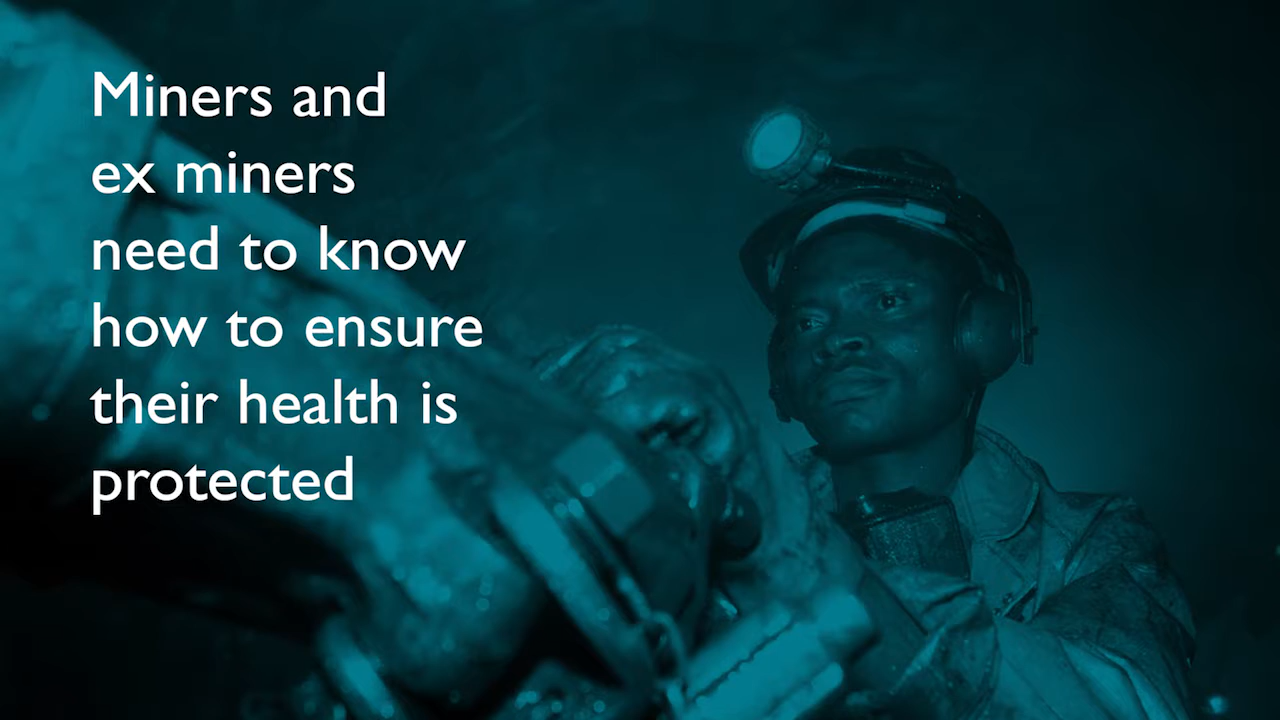 Miners and
ex miners
need to know
how to ensure
their health is
protected